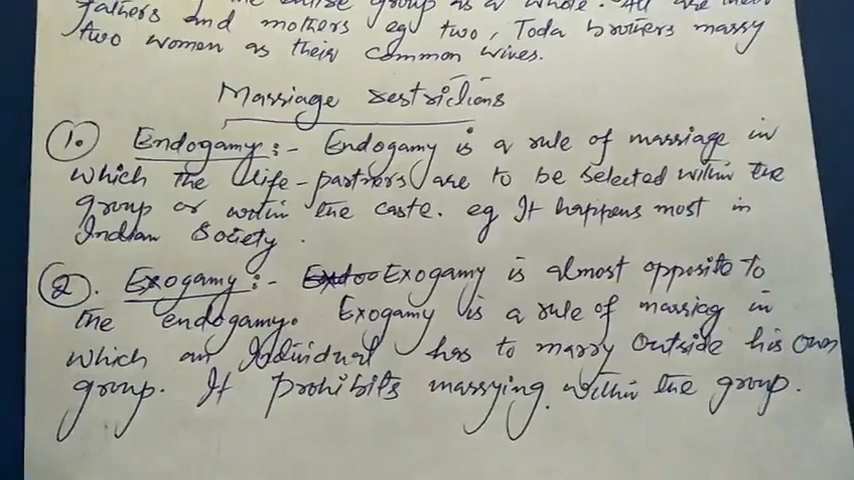 fathers and mothers eg two, Toda brothers marry
two women as their common wives.
Marriage restrictions
1. Endogamy :- Endogamy is a rule of marriage in
which the life-partners are to be selected within the
group or within the caste. eg It happens most in
Indian Society.
2. Exogamy :- Exogamy is almost opposite to
the endogamy. Exogamy is a rule of marriag in
which an Individual has to marry outside his own
group. It prohibits marrying within the group.